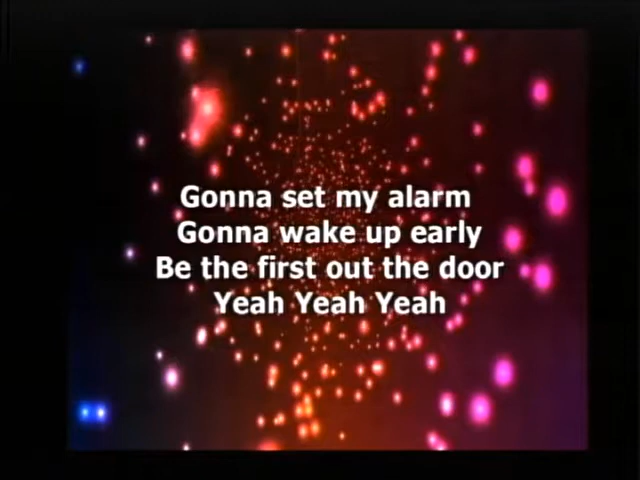 Gonna set my alarm
Gonna wake up early
Be the first out the door
Yeah Yeah Yeah